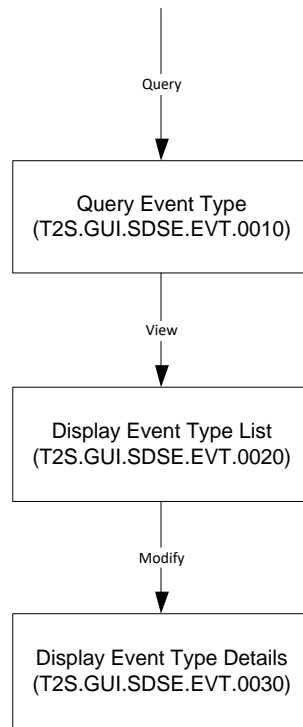 Query
Query Event Type
(T2S.GUI.SDSE.EVT.0010)
View
Display Event Type List
(T2S.GUI.SDSE.EVT.0020)
Modify
Display Event Type Details
(T2S.GUI.SDSE.EVT.0030)